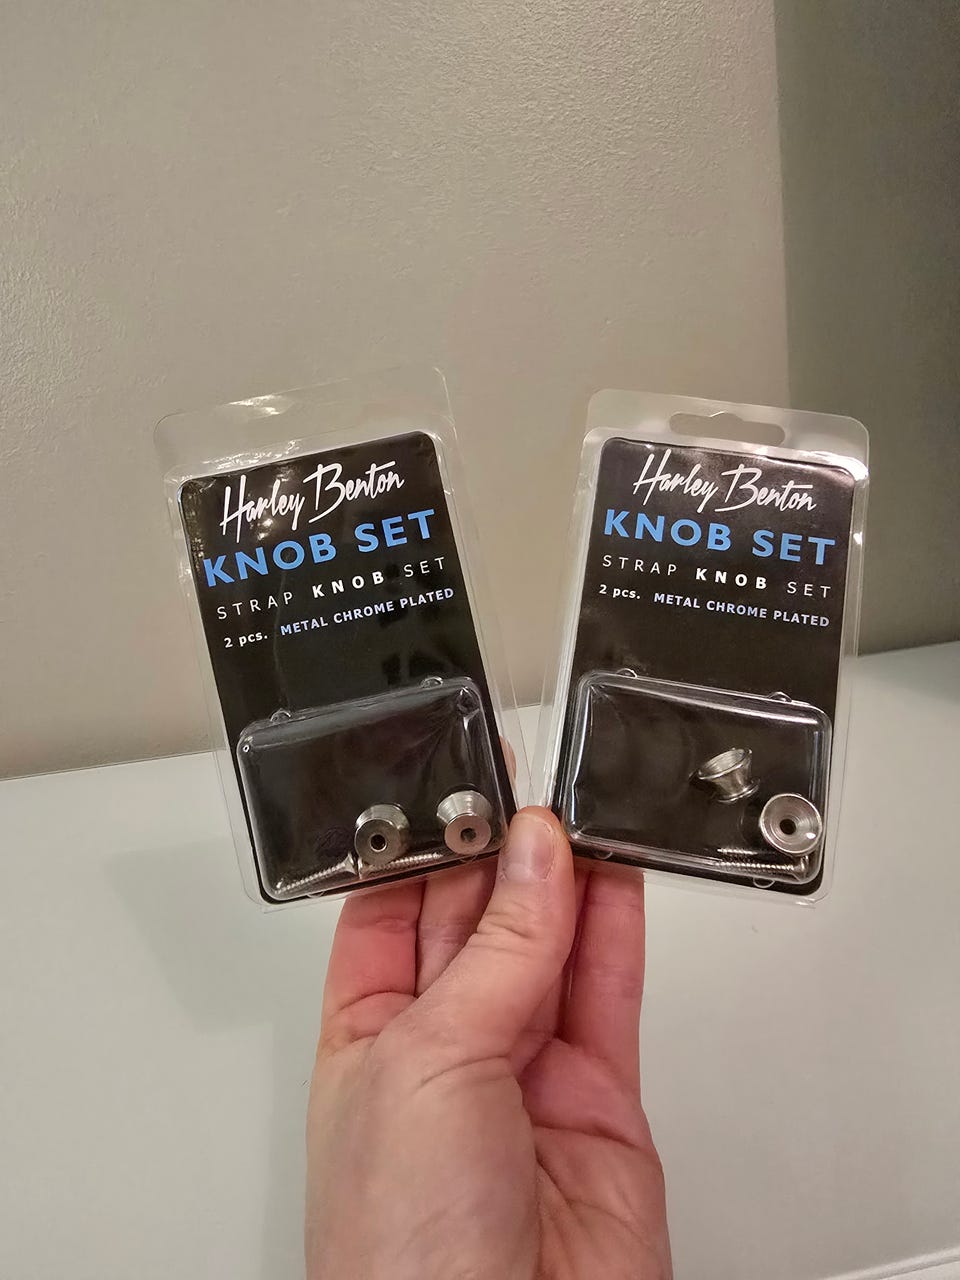 Harley Benton
KNOB SET
STRAP KNOB SET
2 pcs. METAL CHROME PLATED
Harley Benton
KNOB SET
STRAP KNOB SET
2 pcs. METAL CHROME PLATED